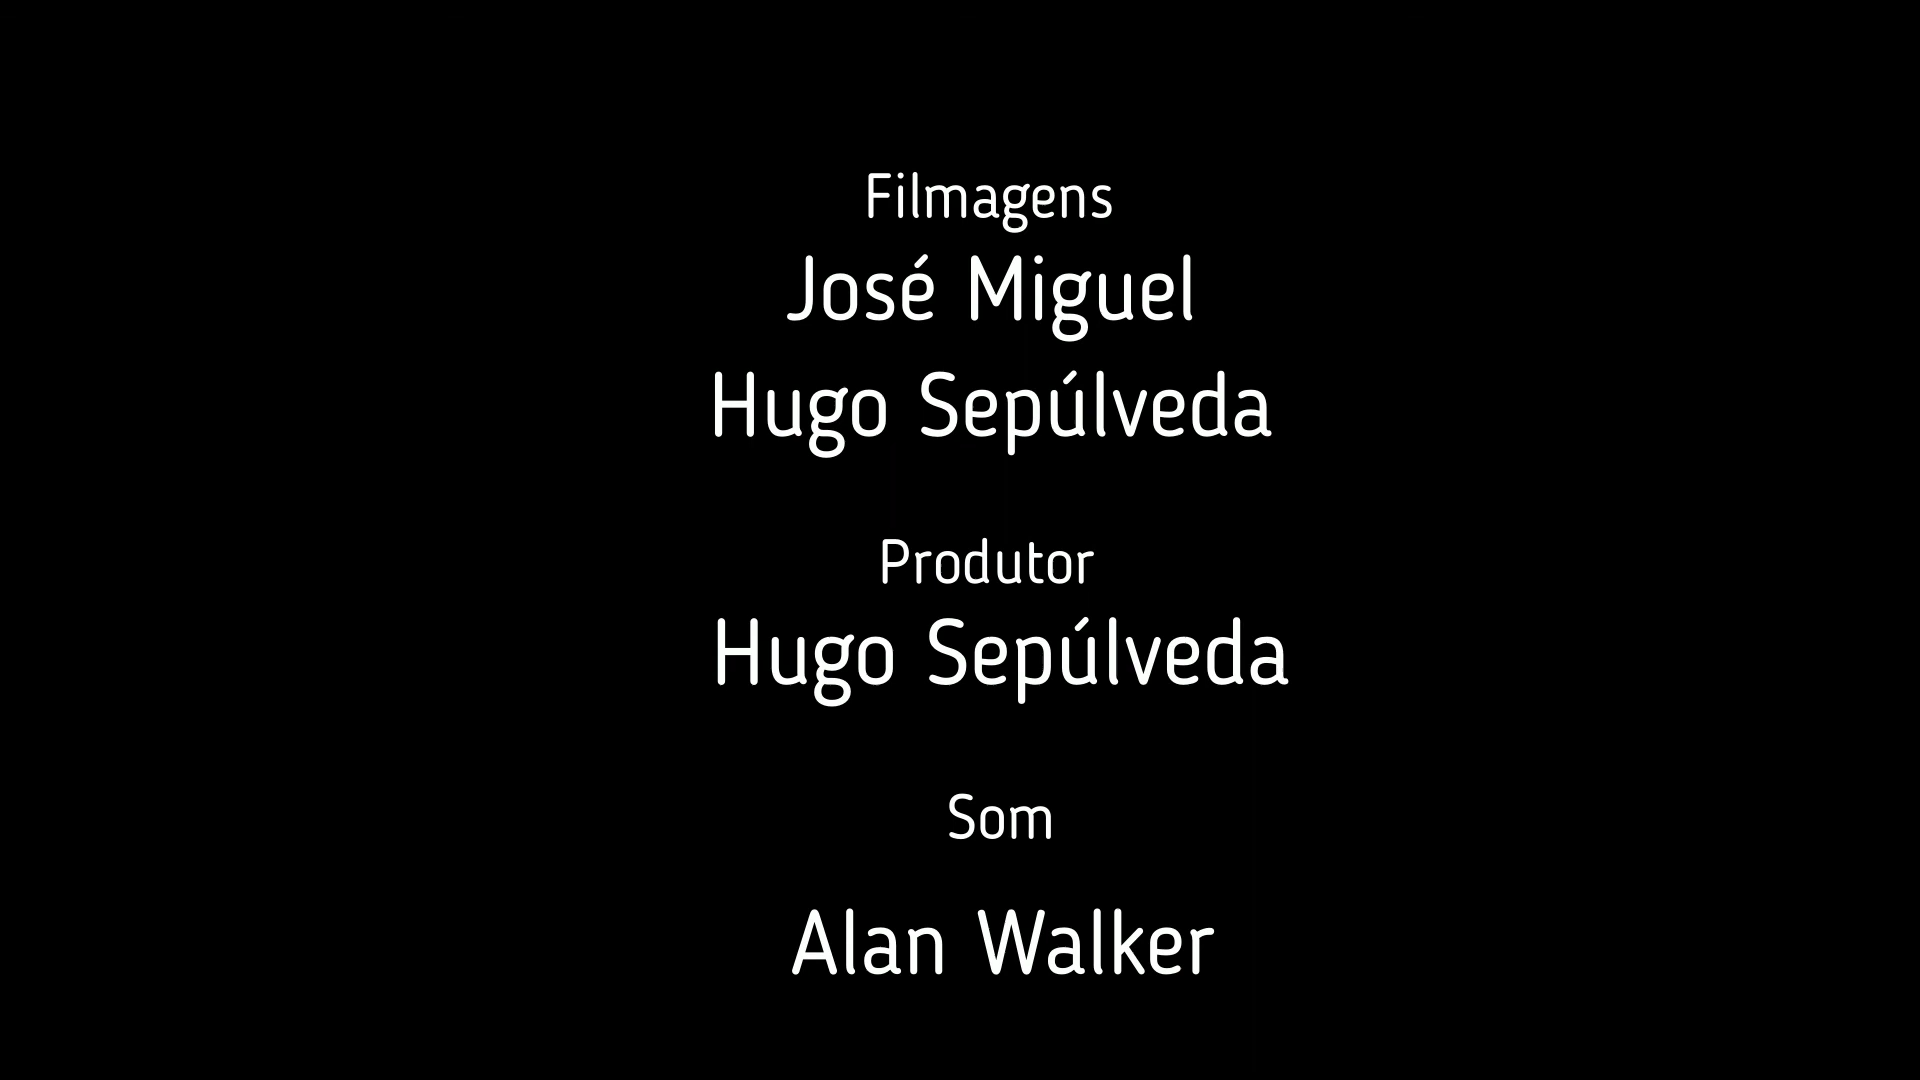 Filmagens
José Miguel
Hugo Sepúlveda
Produtor
Hugo Sepúlveda
Som
Alan Walker